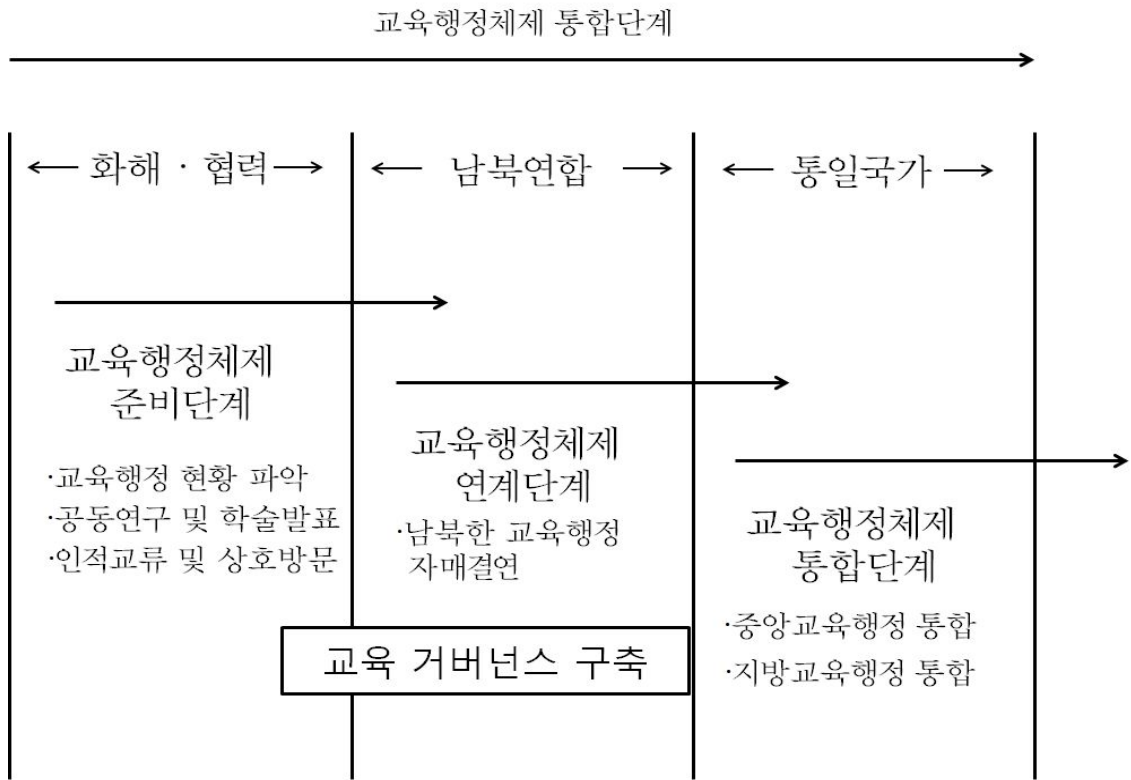 교육행정체제 통합단계
화해 · 협력
남북연합
통일국가
교육행정체제
준비단계
·교육행정 현황 파악
·공동연구 및 학술발표
·인적교류 및 상호방문
교육행정체제
연계단계
·남북한 교육행정
자매결연
교육행정체제
통합단계
·중앙교육행정 통합
·지방교육행정 통합
교육 거버넌스 구축